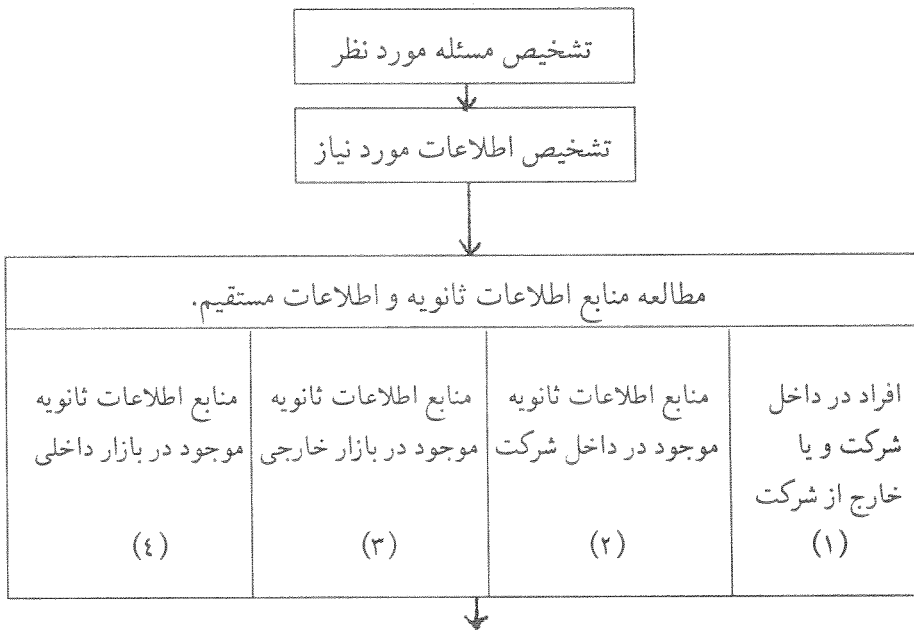 تشخیص مسئله مورد نظر
تشخیص اطلاعات مورد نیاز
مطالعه منابع اطلاعات ثانویه و اطلاعات مستقیم.
افراد در داخل
شرکت و یا
خارج از شرکت
(۱)
منابع اطلاعات ثانویه
موجود در داخل شرکت
(۲)
منابع اطلاعات ثانویه
موجود در بازار خارجی
(۳)
منابع اطلاعات ثانویه
موجود در بازار داخلی
(٤)